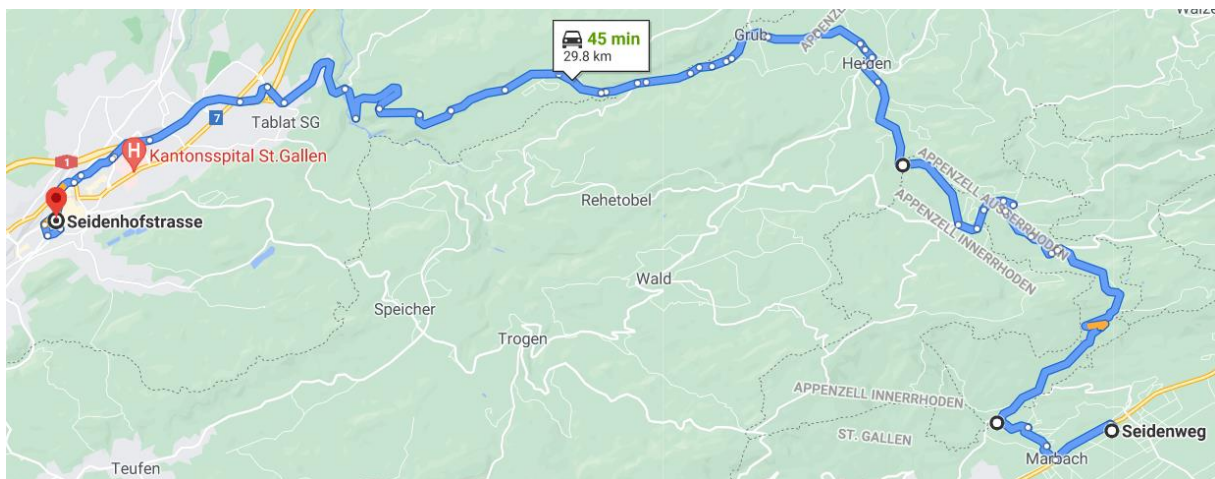 45 min
29.8 km
Grub
APPENZE
Heiden
Tablat SG
7
H
Kantonsspital St.Gallen
1
APPENZELL AUSSERRHODEN
Rehetobel
APPENZELL INNERRHODEN
Seidenhofstrasse
Wald
Speicher
Trogen
APPENZELL INNERRHODEN
ST. GALLEN
Seidenweg
Marbach
Teufen